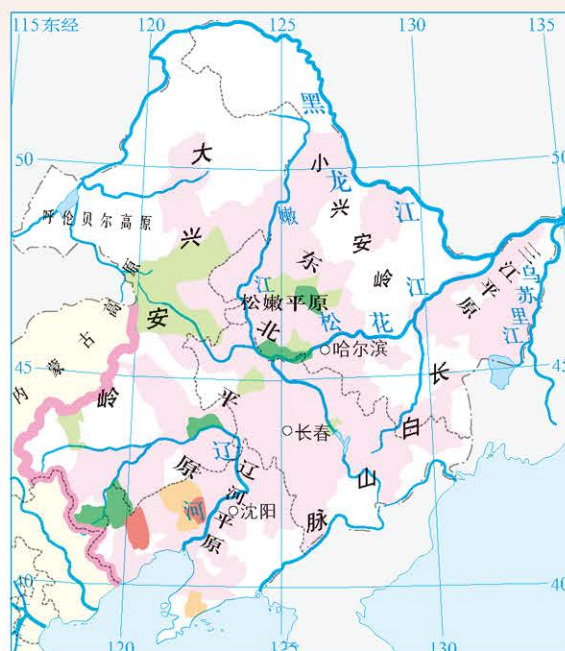 115东经 120 125 130 135
黑龙江
50 50
大兴安岭
小兴安岭
嫩江
呼伦贝尔高原
内蒙古高原
东北平原
松嫩平原
松花江
三江平原
乌苏里江
45 45
哈尔滨
长白山脉
长春
辽河
辽河平原
沈阳
40 40
120 125 130